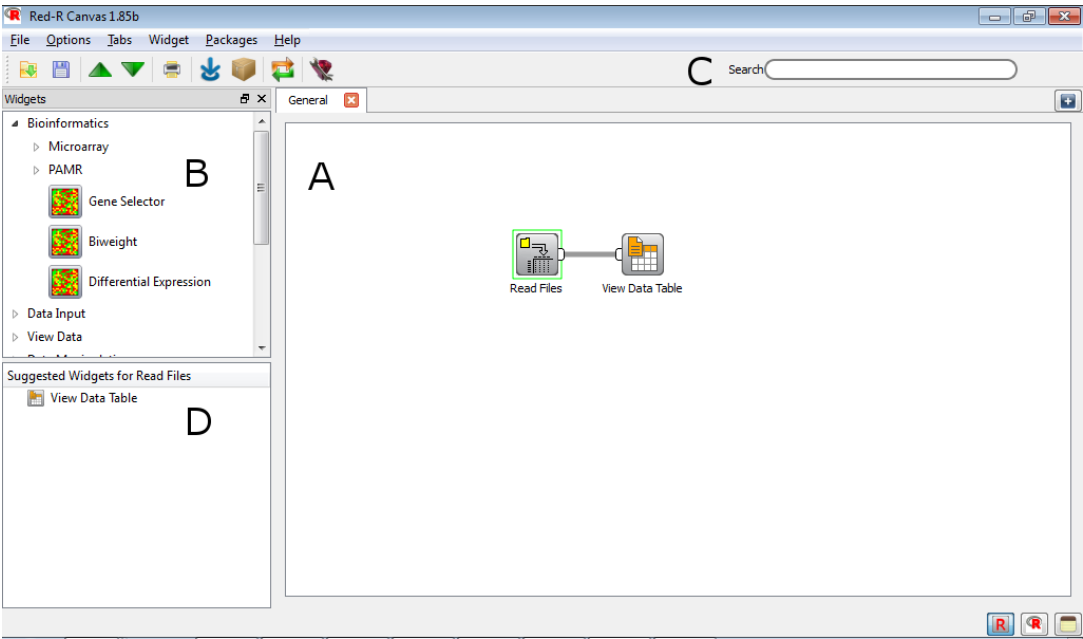 Red-R Canvas 1.85b
File Options Tabs Widget Packages Help
C Search
Widgets
General
Bioinformatics
Microarray
PAMR
B
A
Gene Selector
Biweight
Differential Expression
Read Files View Data Table
Data Input
View Data
Suggested Widgets for Read Files
View Data Table
D
R R